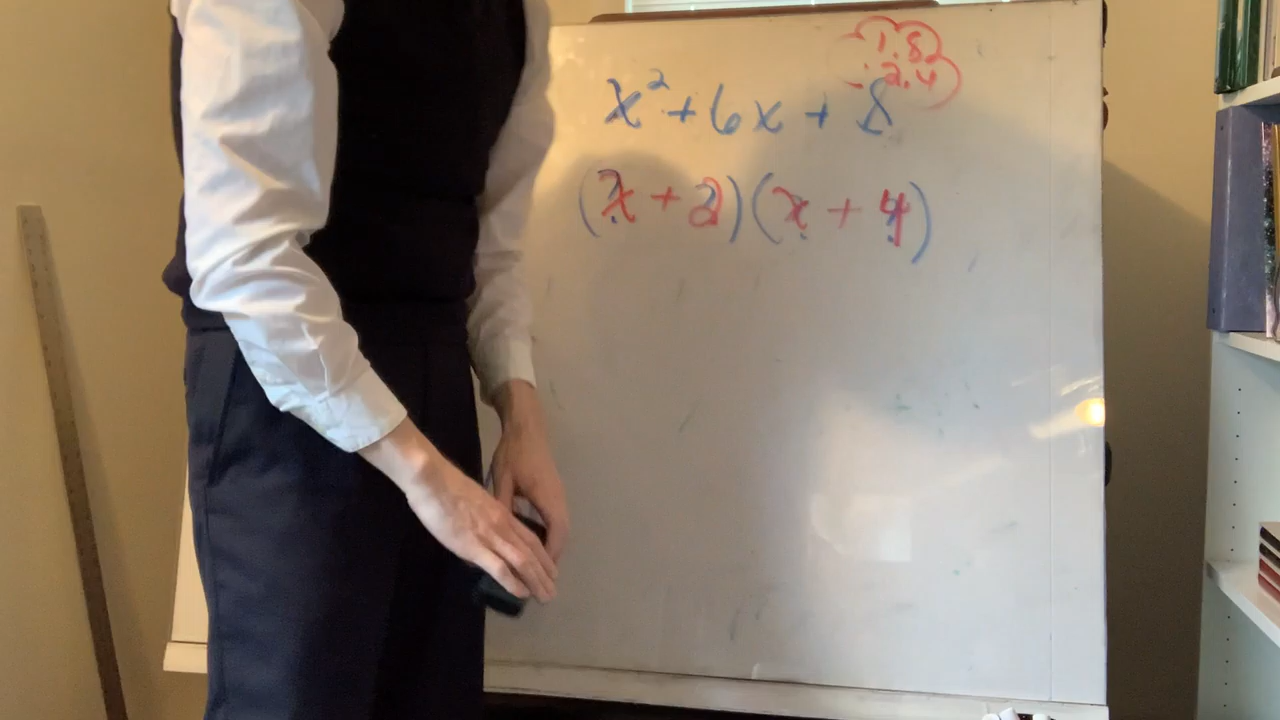 1.8
2.4
x² + 6x + 8
(x + 2)(x + 4)